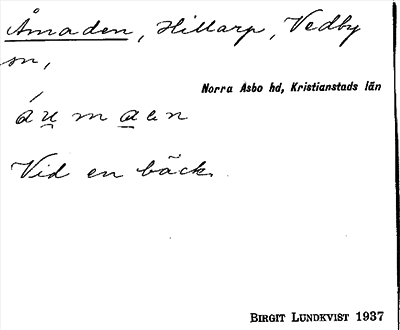 Åmaden, Hillarp, Vedby
sn,
Norra Åsbo hd, Kristianstads län
Vid en bäck.
BIRGIT LUNDKVIST 1937